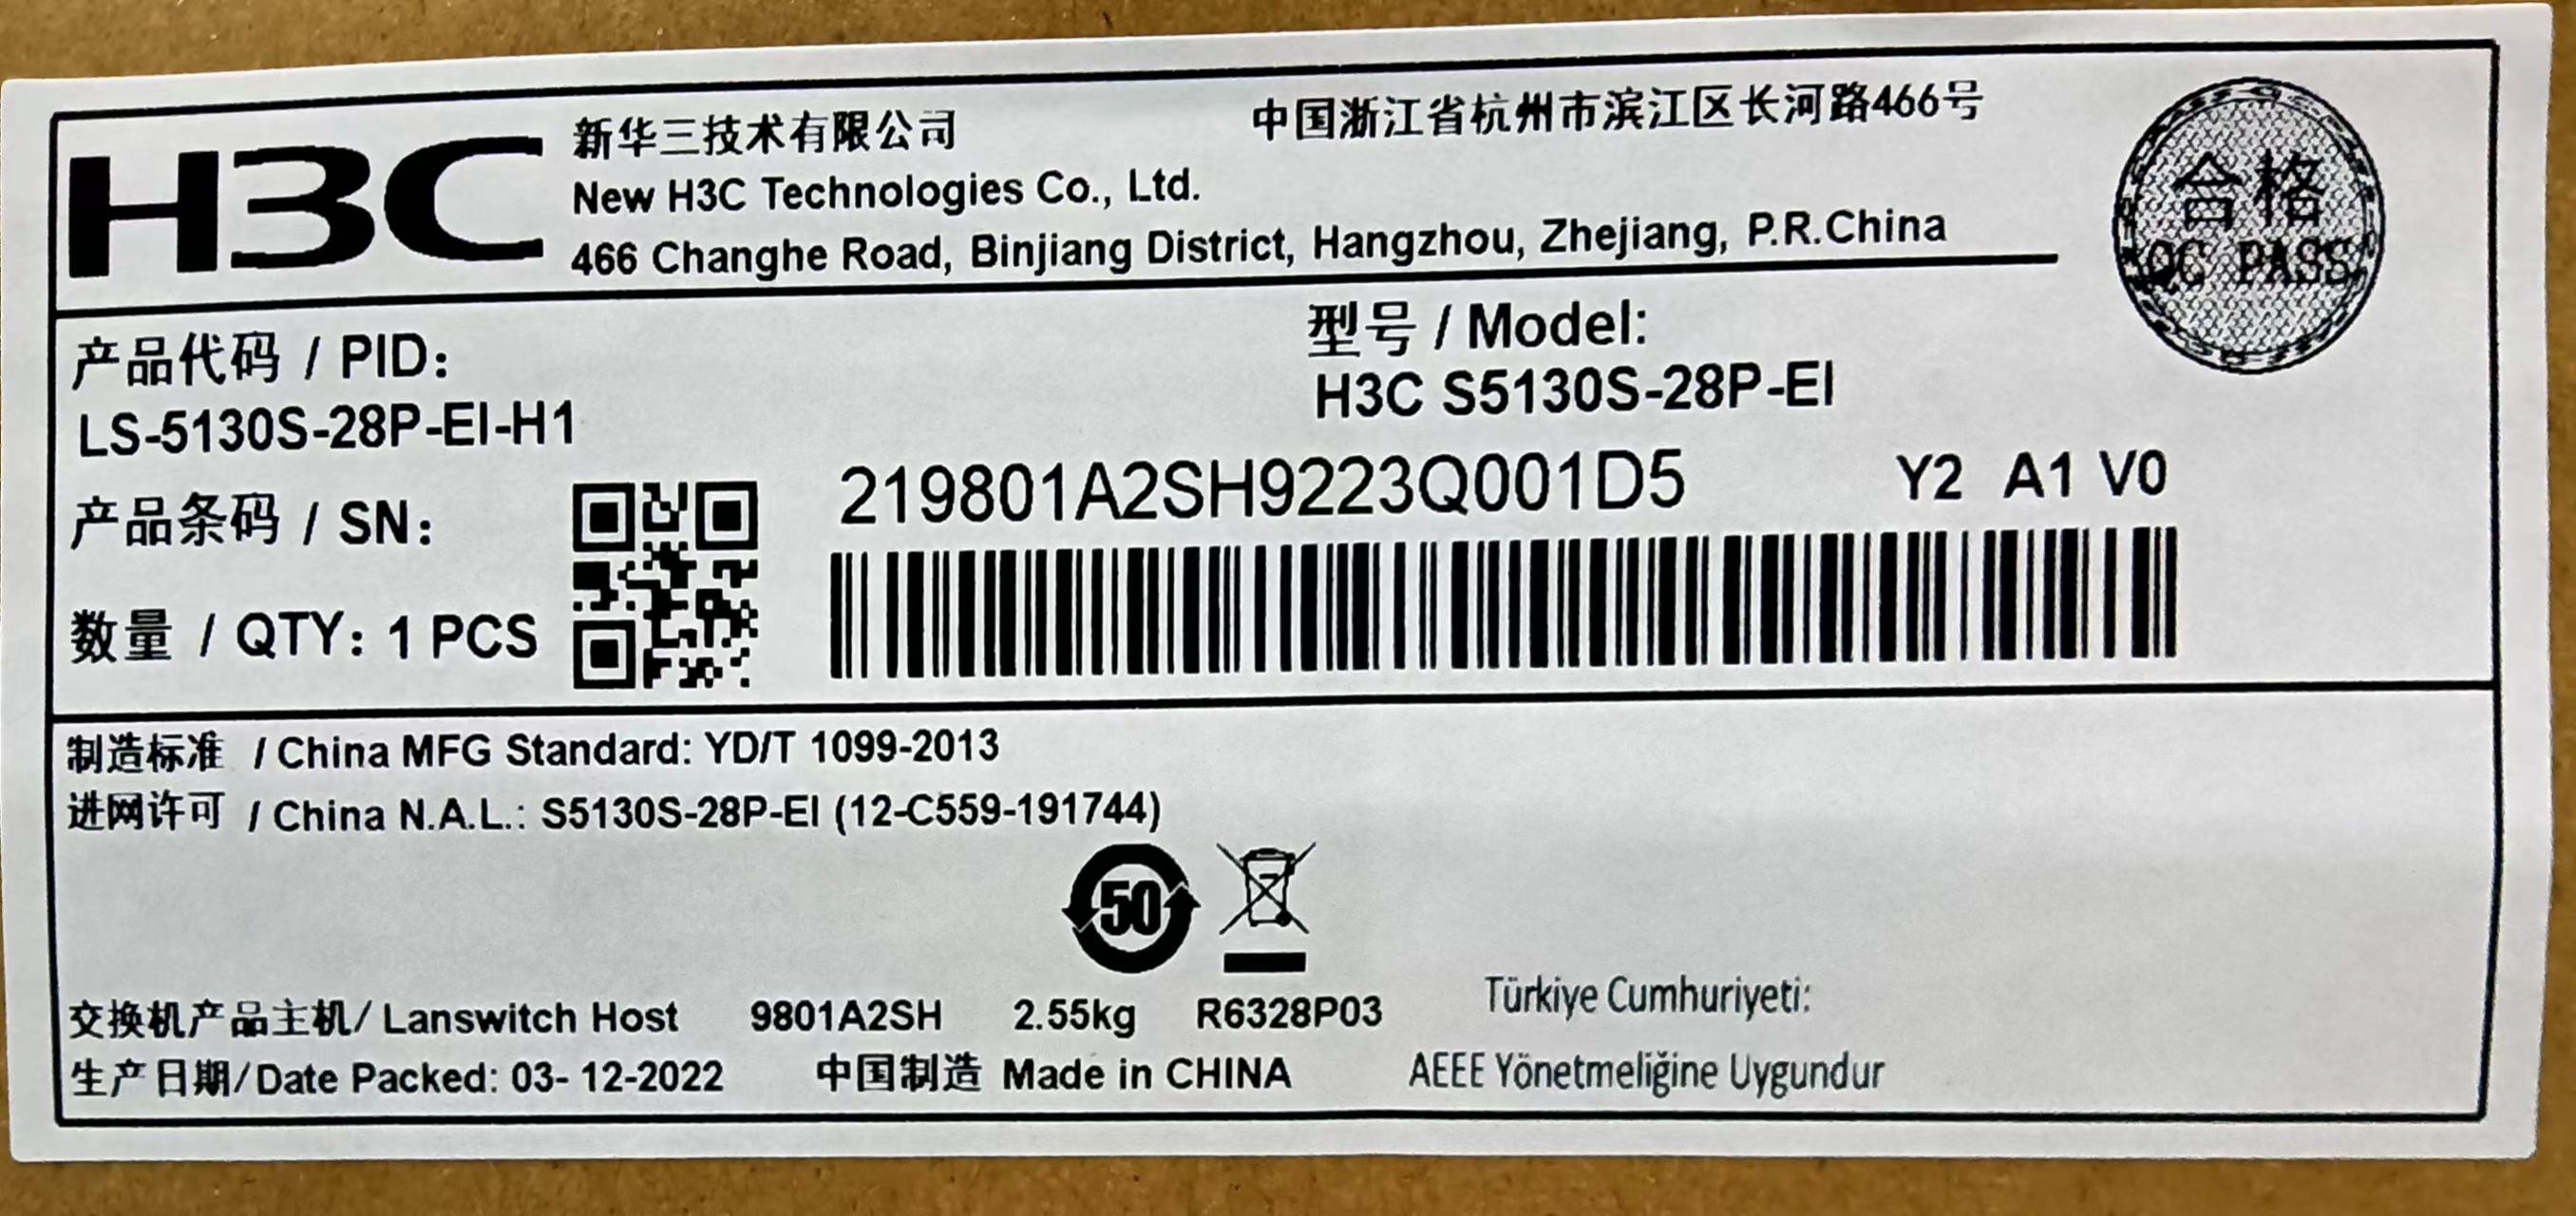 H3C
新华三技术有限公司 中国浙江省杭州市滨江区长河路466号
New H3C Technologies Co., Ltd.
466 Changhe Road, Binjiang District, Hangzhou, Zhejiang, P.R.China
合格
QC PASS
产品代码 / PID:
LS-5130S-28P-EI-H1
型号 / Model:
H3C S5130S-28P-EI
产品条码 / SN:
219801A2SH9223Q001D5 Y2 A1 V0
数量 / QTY: 1 PCS
制造标准 / China MFG Standard: YD/T 1099-2013
进网许可 / China N.A.L.: S5130S-28P-EI (12-C559-191744)
50
交换机产品主机/ Lanswitch Host 9801A2SH 2.55kg R6328P03 Türkiye Cumhuriyeti:
生产日期/Date Packed: 03- 12-2022 中国制造 Made in CHINA AEEE Yönetmeliğine Uygundur